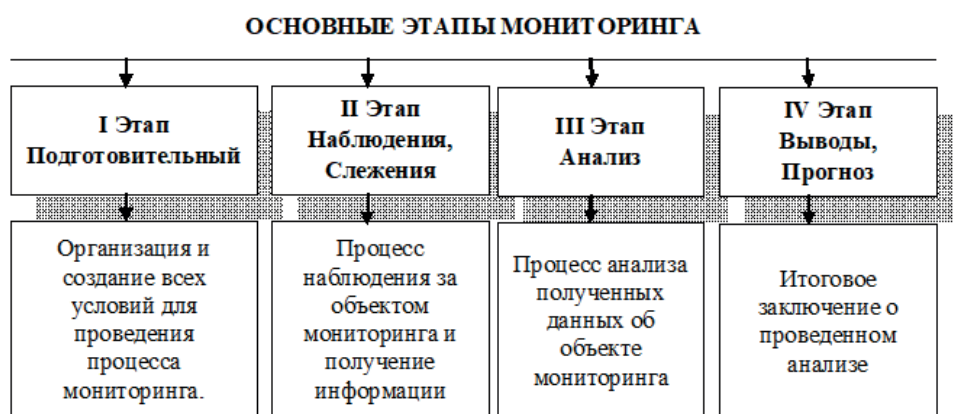 ОСНОВНЫЕ ЭТАПЫ МОНИТОРИНГА
I Этап
Подготовительный
II Этап
Наблюдения,
Слежения
III Этап
Анализ
IV Этап
Выводы,
Прогноз
Организация и
создание всех
условий для
проведения
процесса
мониторинга.
Процесс
наблюдения за
объектом
мониторинга и
получение
информации
Процесс анализа
полученных
данных об
объекте
мониторинга
Итоговое
заключение о
проведенном
анализе